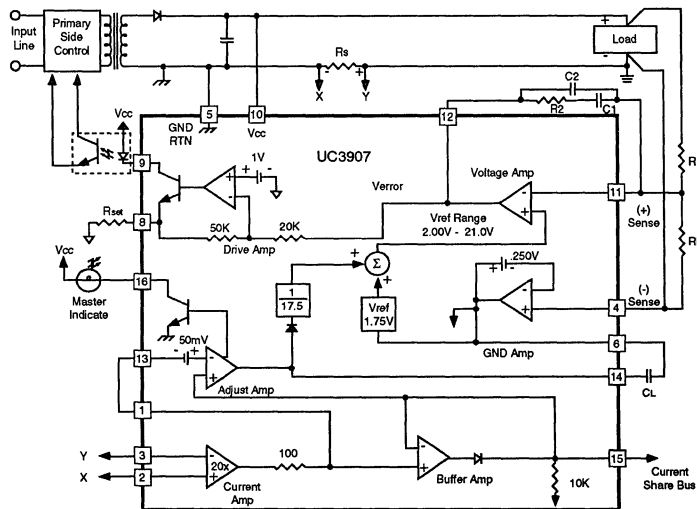 Input
Line
Primary
Side
Control
+
Load
-
Rs
-
+
X
Y
C2
R2
C1
Vcc
5
GND
RTN
10
Vcc
12
R
UC3907
9
1V
+
-
+
-
Verror
Voltage Amp
-
+
11
(+)
Sense
Rset
8
50K
20K
Drive Amp
Vref Range
2.00V - 21.0V
R
Vcc
16
Master
Indicate
+
Σ
+
.250V
+
-
-
+
4
(-)
Sense
1
17.5
Vref
1.75V
50mV
-
+
13
-
+
GND Amp
6
14
CL
Adjust Amp
1
Y
3
-
20x
+
X
2
100
Current
Amp
-
+
Buffer Amp
10K
15
Current
Share Bus